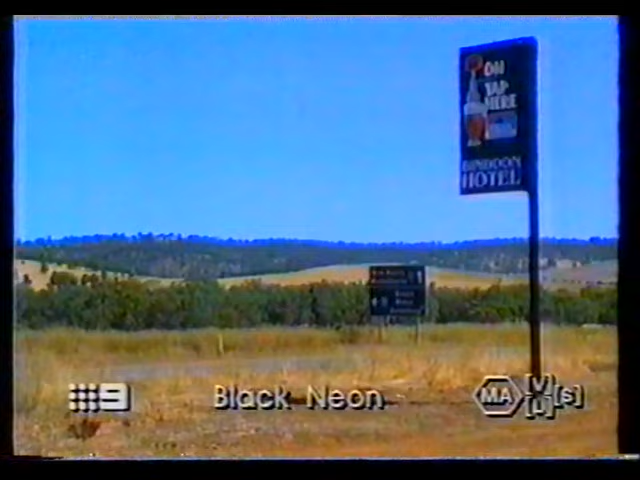 ON
TAP
HERE
BINDOON
HOTEL
9
Black Neon
MA
[V]
[L]
[s]